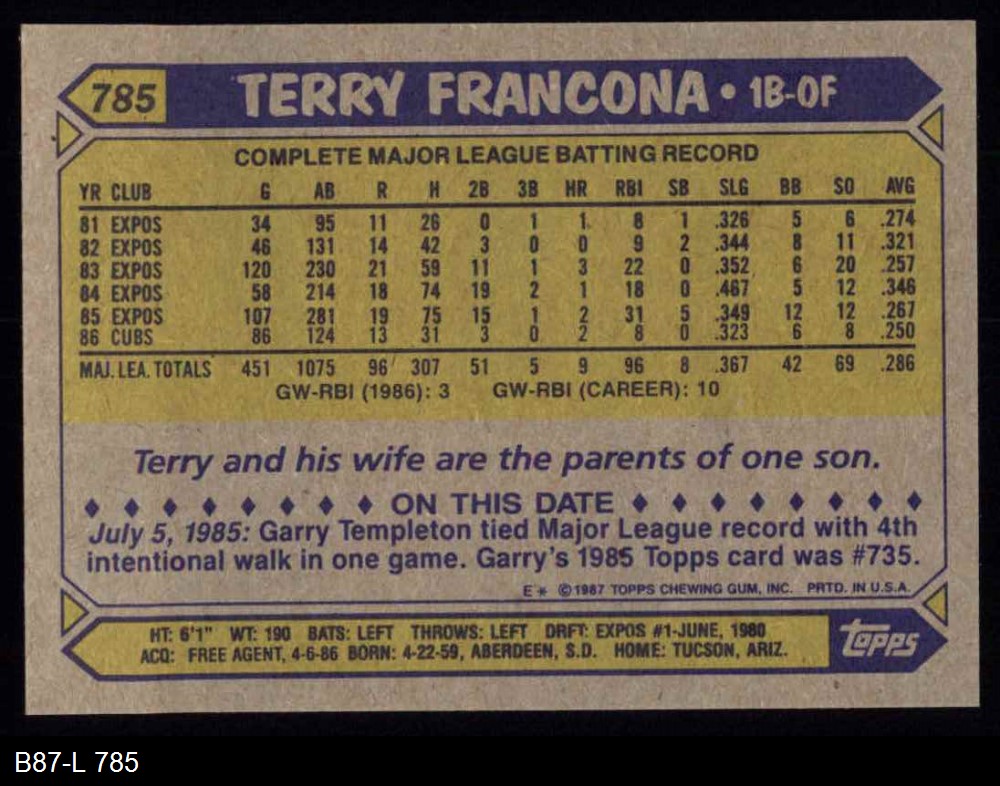 785 TERRY FRANCONA • 1B-OF
COMPLETE MAJOR LEAGUE BATTING RECORD
YR CLUB G AB R H 2B 3B HR RBI SB SLG BB SO AVG
81 EXPOS 34 95 11 26 0 1 1 8 1 .326 5 6 .274
82 EXPOS 46 131 14 42 3 0 0 9 2 .344 8 11 .321
83 EXPOS 120 230 21 59 11 1 3 22 0 .352 6 20 .257
84 EXPOS 58 214 18 74 19 2 1 18 0 .467 5 12 .346
85 EXPOS 107 281 19 75 15 1 2 31 5 .349 12 12 .267
86 CUBS 86 124 13 31 3 0 2 8 0 .323 6 8 .250
MAJ. LEA. TOTALS 451 1075 96 307 51 5 9 96 8 .367 42 69 .286
GW-RBI (1986): 3 GW-RBI (CAREER): 10
Terry and his wife are the parents of one son.
♦ ♦ ♦ ♦ ♦ ♦ ♦ ♦ ON THIS DATE ♦ ♦ ♦ ♦ ♦ ♦ ♦ ♦
July 5, 1985: Garry Templeton tied Major League record with 4th
intentional walk in one game. Garry's 1985 Topps card was #735.
E* ©1987 TOPPS CHEWING GUM, INC. PRTD. IN U.S.A.
HT: 6'1" WT: 190 BATS: LEFT THROWS: LEFT DRFT: EXPOS #1-JUNE, 1980
ACQ: FREE AGENT, 4-6-86 BORN: 4-22-59, ABERDEEN, S.D. HOME: TUCSON, ARIZ.
topps
B87-L 785